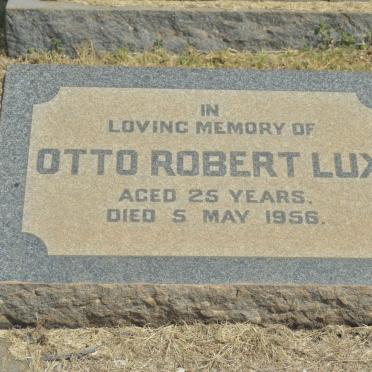 IN
LOVING MEMORY OF
OTTO ROBERT LUX
AGED 25 YEARS.
DIED 5 MAY 1956.